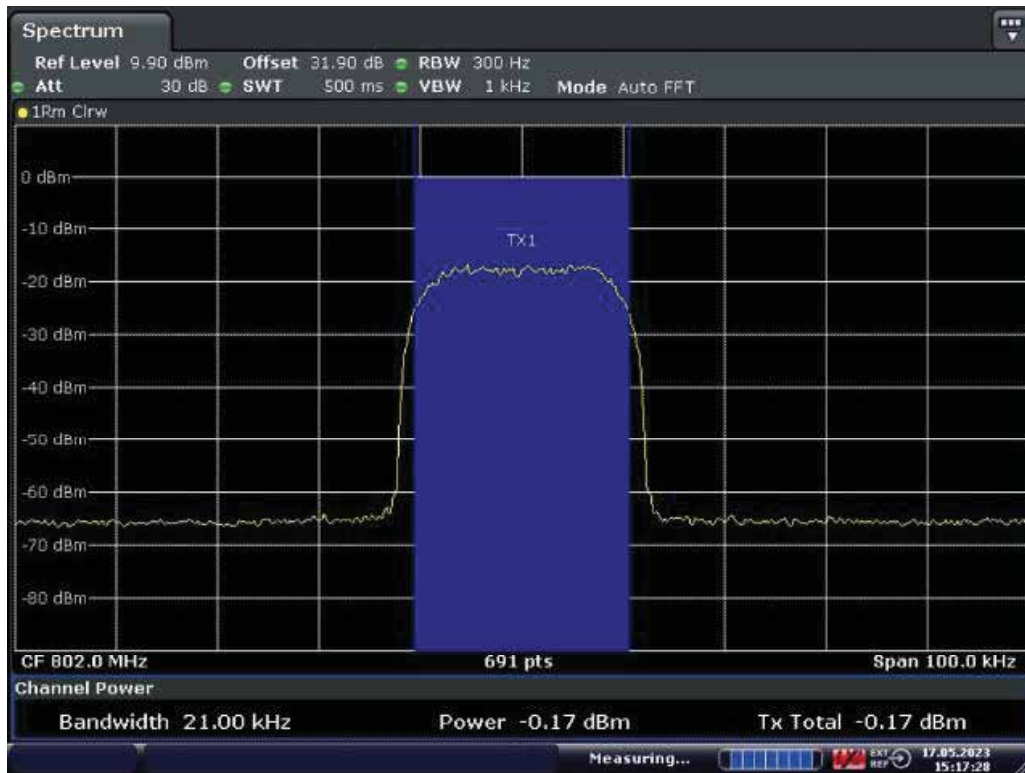 Spectrum
Ref Level 9.90 dBm Offset 31.90 dB RBW 300 Hz
Att 30 dB SWT 500 ms VBW 1 kHz Mode Auto FFT
1Rm Clrw
0 dBm
-10 dBm
TX1
-20 dBm
-30 dBm
-40 dBm
-50 dBm
-60 dBm
-70 dBm
-80 dBm
CF 802.0 MHz 691 pts Span 100.0 kHz
Channel Power
Bandwidth 21.00 kHz Power -0.17 dBm Tx Total -0.17 dBm
Measuring... EXT REF 17.05.2023
15:17:28